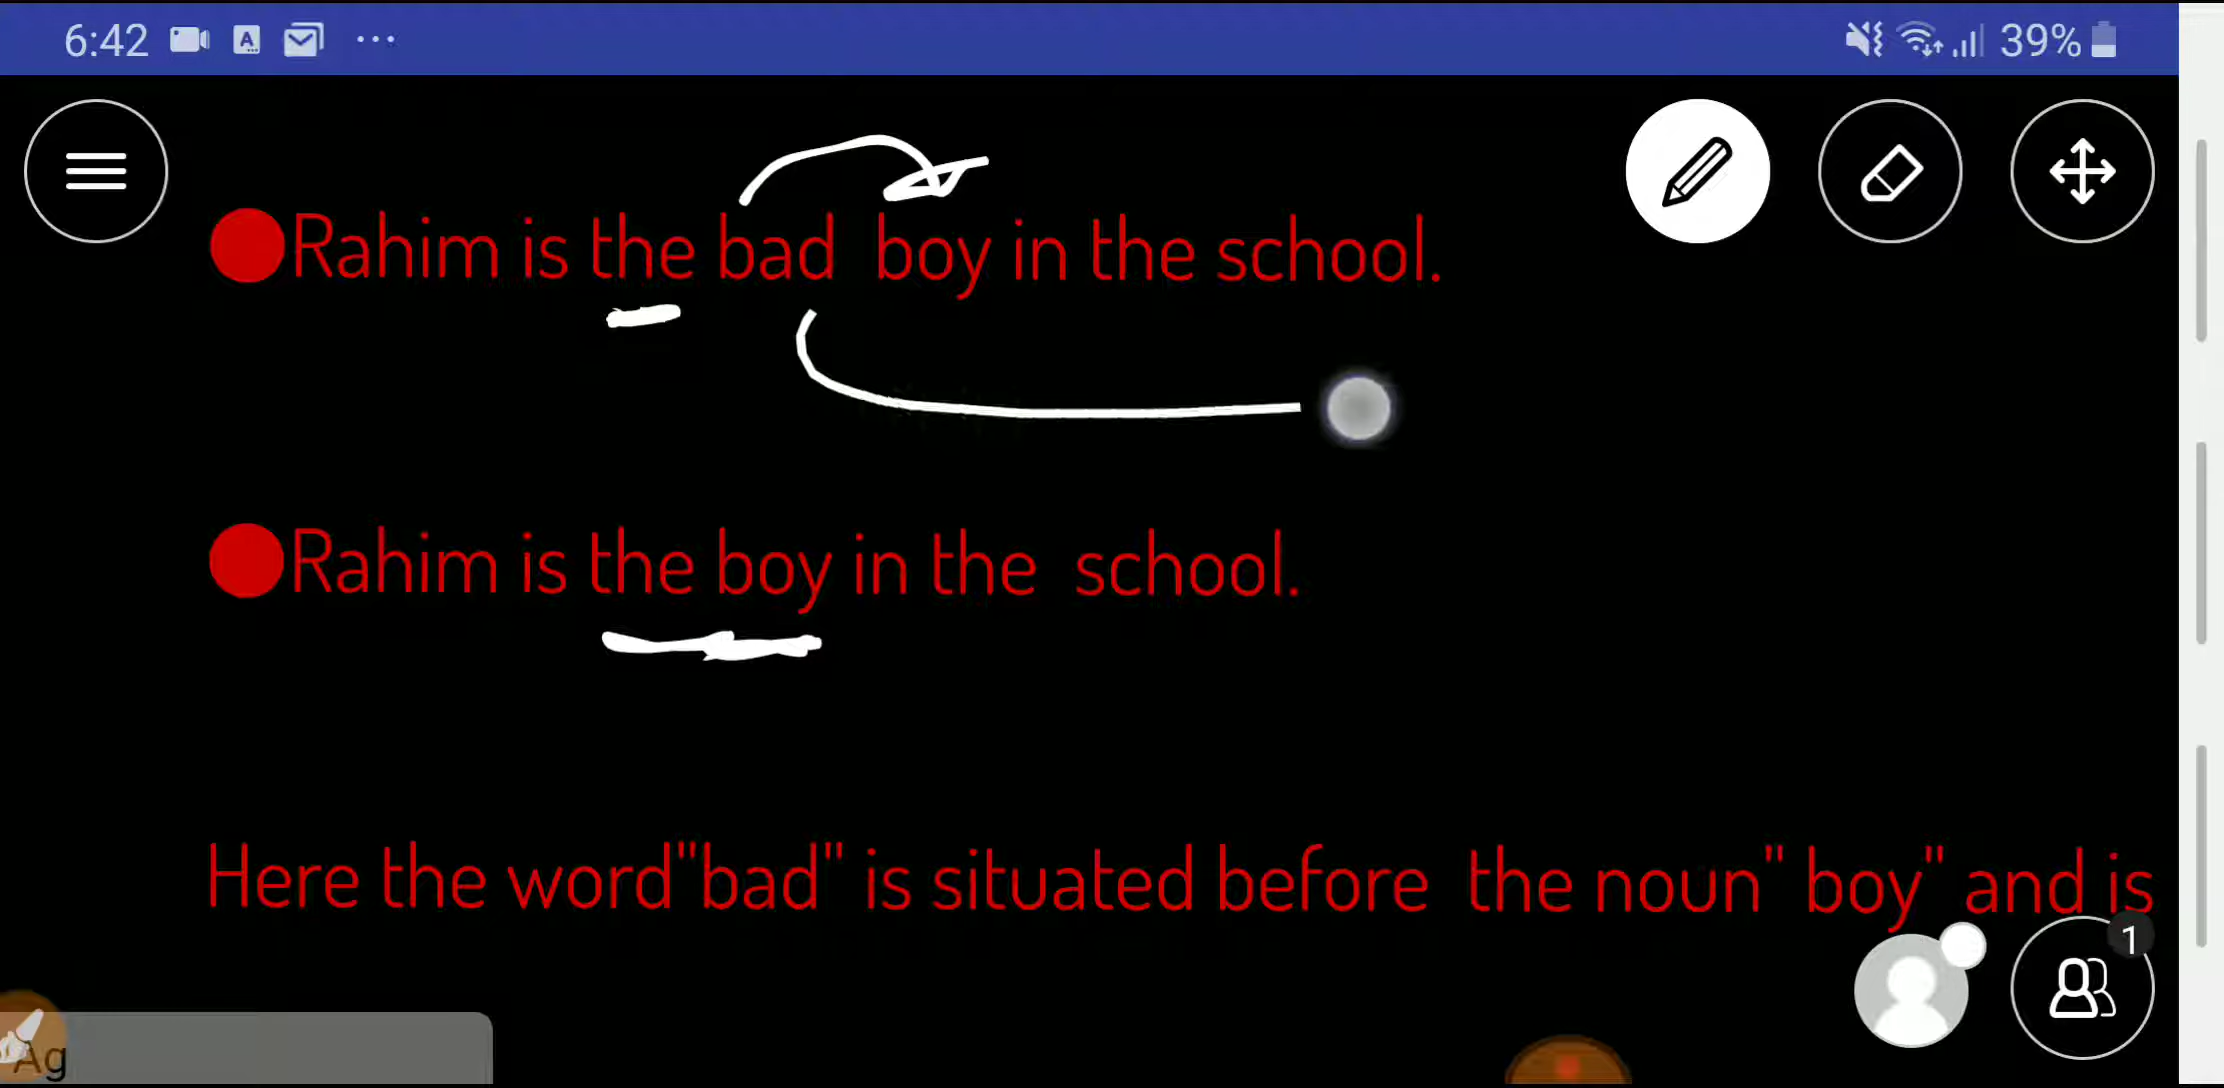 6:42 A 39%
Rahim is the bad boy in the school.
Rahim is the boy in the school.
Here the word"bad" is situated before the noun" boy" and is
1
Ag